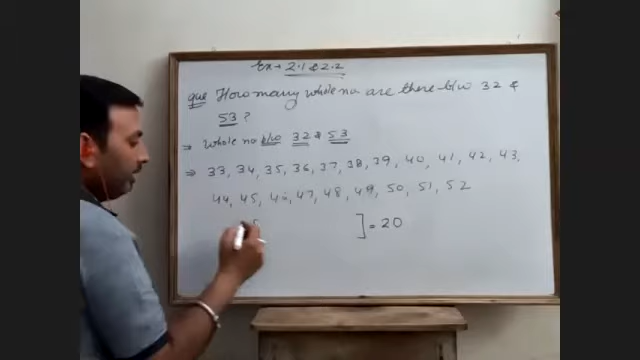 Ex → 2.1 & 2.2
que How many whole no are there b/w 32 &
53 ?
⇒ Whole no b/w 32 & 53
⇒ 33, 34, 35, 36, 37, 38, 39, 40, 41, 42, 43,
44, 45, 46, 47, 48, 49, 50, 51, 52
] = 20